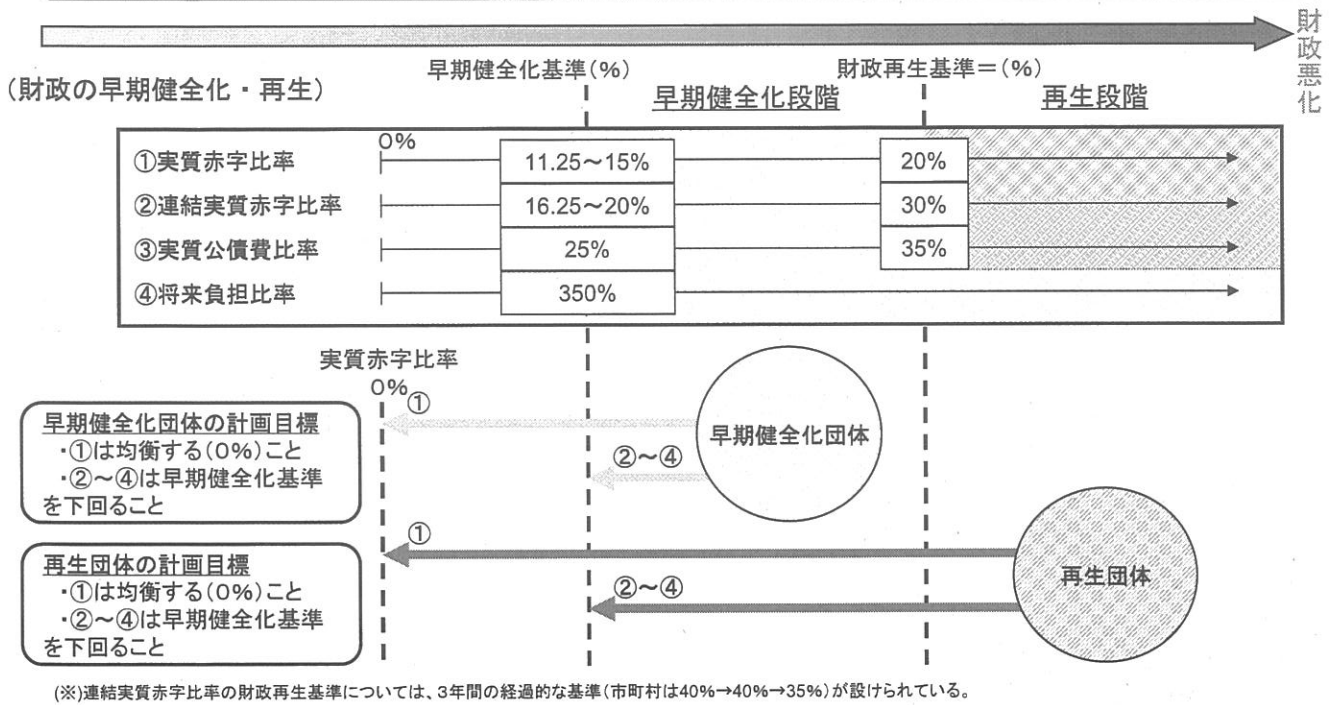 財政悪化
早期健全化基準(%)
財政再生基準=(%)
(財政の早期健全化・再生)
早期健全化段階
再生段階
0%
①実質赤字比率
11.25~15%
20%
②連結実質赤字比率
16.25~20%
30%
③実質公債費比率
25%
35%
④将来負担比率
350%
実質赤字比率
0%
①
早期健全化団体の計画目標
・①は均衡する(0%)こと
・②~④は早期健全化基準
を下回ること
②~④
早期健全化団体
①
再生団体の計画目標
・①は均衡する(0%)こと
・②~④は早期健全化基準
を下回ること
②~④
再生団体
(※)連結実質赤字比率の財政再生基準については、3年間の経過的な基準(市町村は40%→40%→35%)が設けられている。